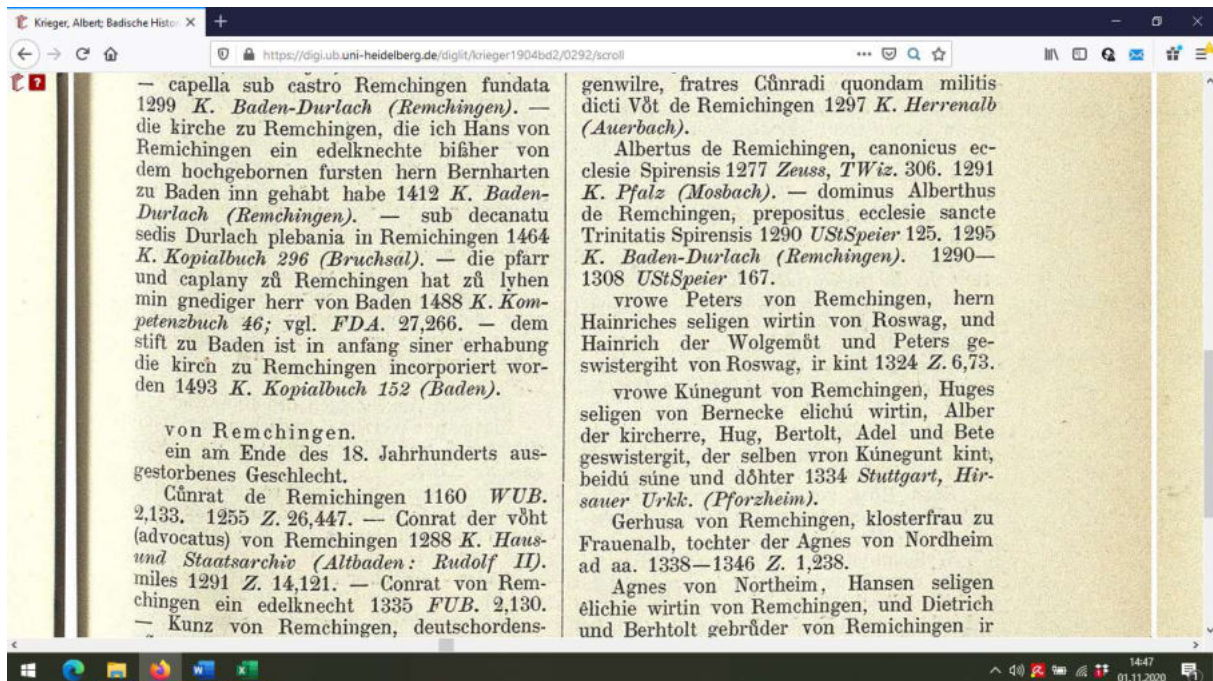 Krieger, Albert; Badische Histor
https://digi.ub.uni-heidelberg.de/diglit/krieger1904bd2/0292/scroll
— capella sub castro Remchingen fundata
1299 K. Baden-Durlach (Remchingen). —
die kirche zu Remchingen, die ich Hans von
Remichingen ein edelknechte bißher von
dem hochgebornen fursten hern Bernharten
zu Baden inn gehabt habe 1412 K. Baden-
Durlach (Remchingen). — sub decanatu
sedis Durlach plebania in Remichingen 1464
K. Kopialbuch 296 (Bruchsal). — die pfarr
und caplany zů Remchingen hat zů lyhen
min gnediger herr von Baden 1488 K. Kom-
petenzbuch 46; vgl. FDA. 27,266. — dem
stift zu Baden ist in anfang siner erhabung
die kirch zu Remchingen incorporiert wor-
den 1493 K. Kopialbuch 152 (Baden).
von Remchingen.
ein am Ende des 18. Jahrhunderts aus-
gestorbenes Geschlecht.
Cůnrat de Remichingen 1160 WUB.
2,133. 1255 Z. 26,447. — Conrat der vo̊ht
(advocatus) von Remchingen 1288 K. Haus-
und Staatsarchiv (Altbaden: Rudolf II).
miles 1291 Z. 14,121. — Conrat von Rem-
chingen ein edelknecht 1335 FUB. 2,130.
— Kunz von Remchingen, deutschordens-
genwilre, fratres Cůnradi quondam militis
dicti Vo̊t de Remichingen 1297 K. Herrenalb
(Auerbach).
Albertus de Remichingen, canonicus ec-
clesie Spirensis 1277 Zeuss, TWiz. 306. 1291
K. Pfalz (Mosbach). — dominus Alberthus
de Remchingen, prepositus ecclesie sancte
Trinitatis Spirensis 1290 UStSpeier 125. 1295
K. Baden-Durlach (Remchingen). 1290—
1308 UStSpeier 167.
vrowe Peters von Remchingen, hern
Hainriches seligen wirtin von Roswag, und
Hainrich der Wolgemo̊t und Peters ge-
swistergiht von Roswag, ir kint 1324 Z. 6,73.
vrowe Kúnegunt von Remchingen, Huges
seligen von Bernecke elichú wirtin, Alber
der kircherre, Hug, Bertolt, Adel und Bete
geswistergit, der selben vron Kúnegunt kint,
beidú súne und dôhter 1334 Stuttgart, Hir-
sauer Urkk. (Pforzheim).
Gerhusa von Remchingen, klosterfrau zu
Frauenalb, tochter der Agnes von Nordheim
ad aa. 1338—1346 Z. 1,238.
Agnes von Northeim, Hansen seligen
êlichie wirtin von Remchingen, und Dietrich
und Berhtolt gebrůder von Remichingen ir
14:47
01.11.2020